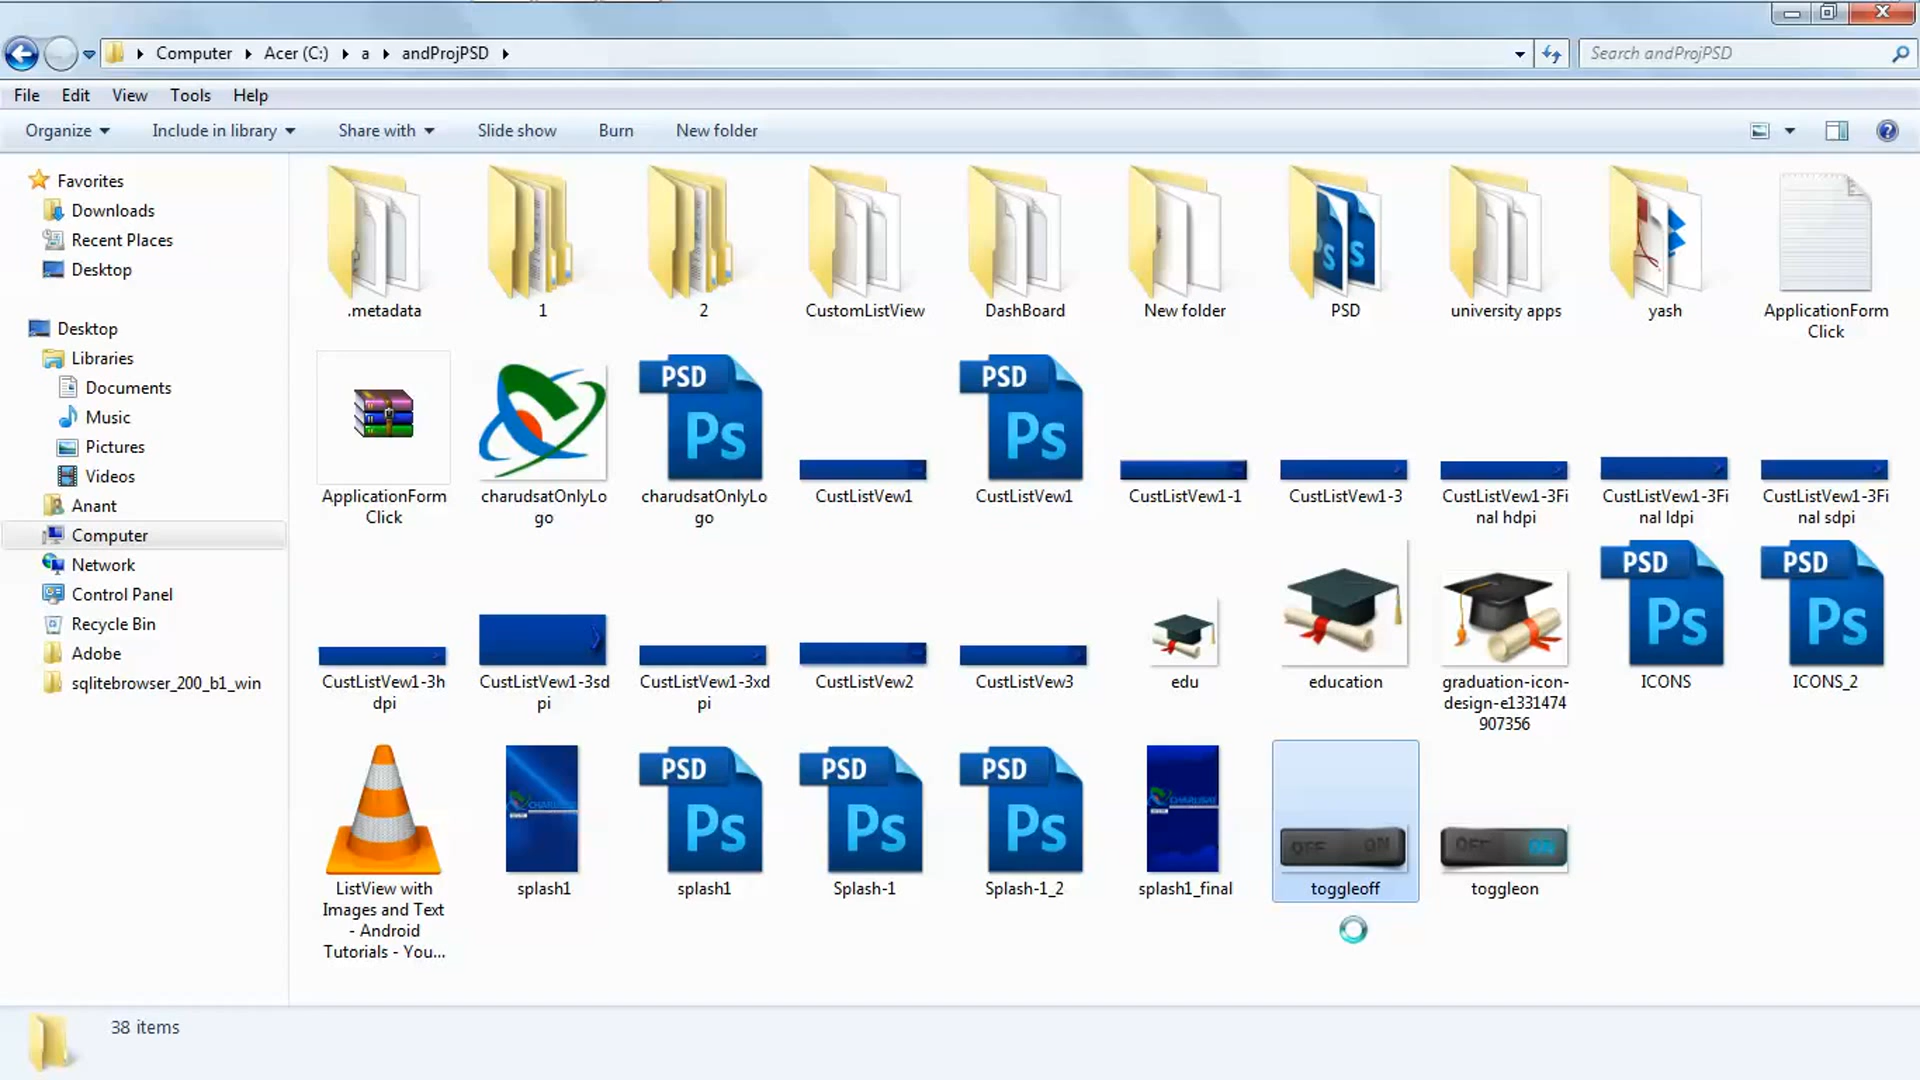 Computer Acer (C:) a andProjPSD
Search andProjPSD
File Edit View Tools Help
Organize Include in library Share with Slide show Burn New folder
Favorites
Downloads
Recent Places
Desktop
Desktop
Libraries
Documents
Music
Pictures
Videos
Anant
Computer
Network
Control Panel
Recycle Bin
Adobe
sqlitebrowser_200_b1_win
.metadata
1
2
CustomListView
DashBoard
New folder
PSD
university apps
yash
ApplicationForm
Click
ApplicationForm
Click
charudsatOnlyLo
go
PSD
Ps
charudsatOnlyLo
go
CustListVew1
PSD
Ps
CustListVew1
CustListVew1-1
CustListVew1-3
CustListVew1-3Fi
nal hdpi
CustListVew1-3Fi
nal ldpi
CustListVew1-3Fi
nal sdpi
CustListVew1-3h
dpi
CustListVew1-3sd
pi
CustListVew1-3xd
pi
CustListVew2
CustListVew3
edu
education
graduation-icon-
design-e1331474
907356
PSD
Ps
ICONS
PSD
Ps
ICONS_2
ListView with
Images and Text
- Android
Tutorials - You...
splash1
PSD
Ps
splash1
PSD
Ps
Splash-1
PSD
Ps
Splash-1_2
CHARUSAT
splash1_final
OFF ON
toggleoff
OFF ON
toggleon
38 items